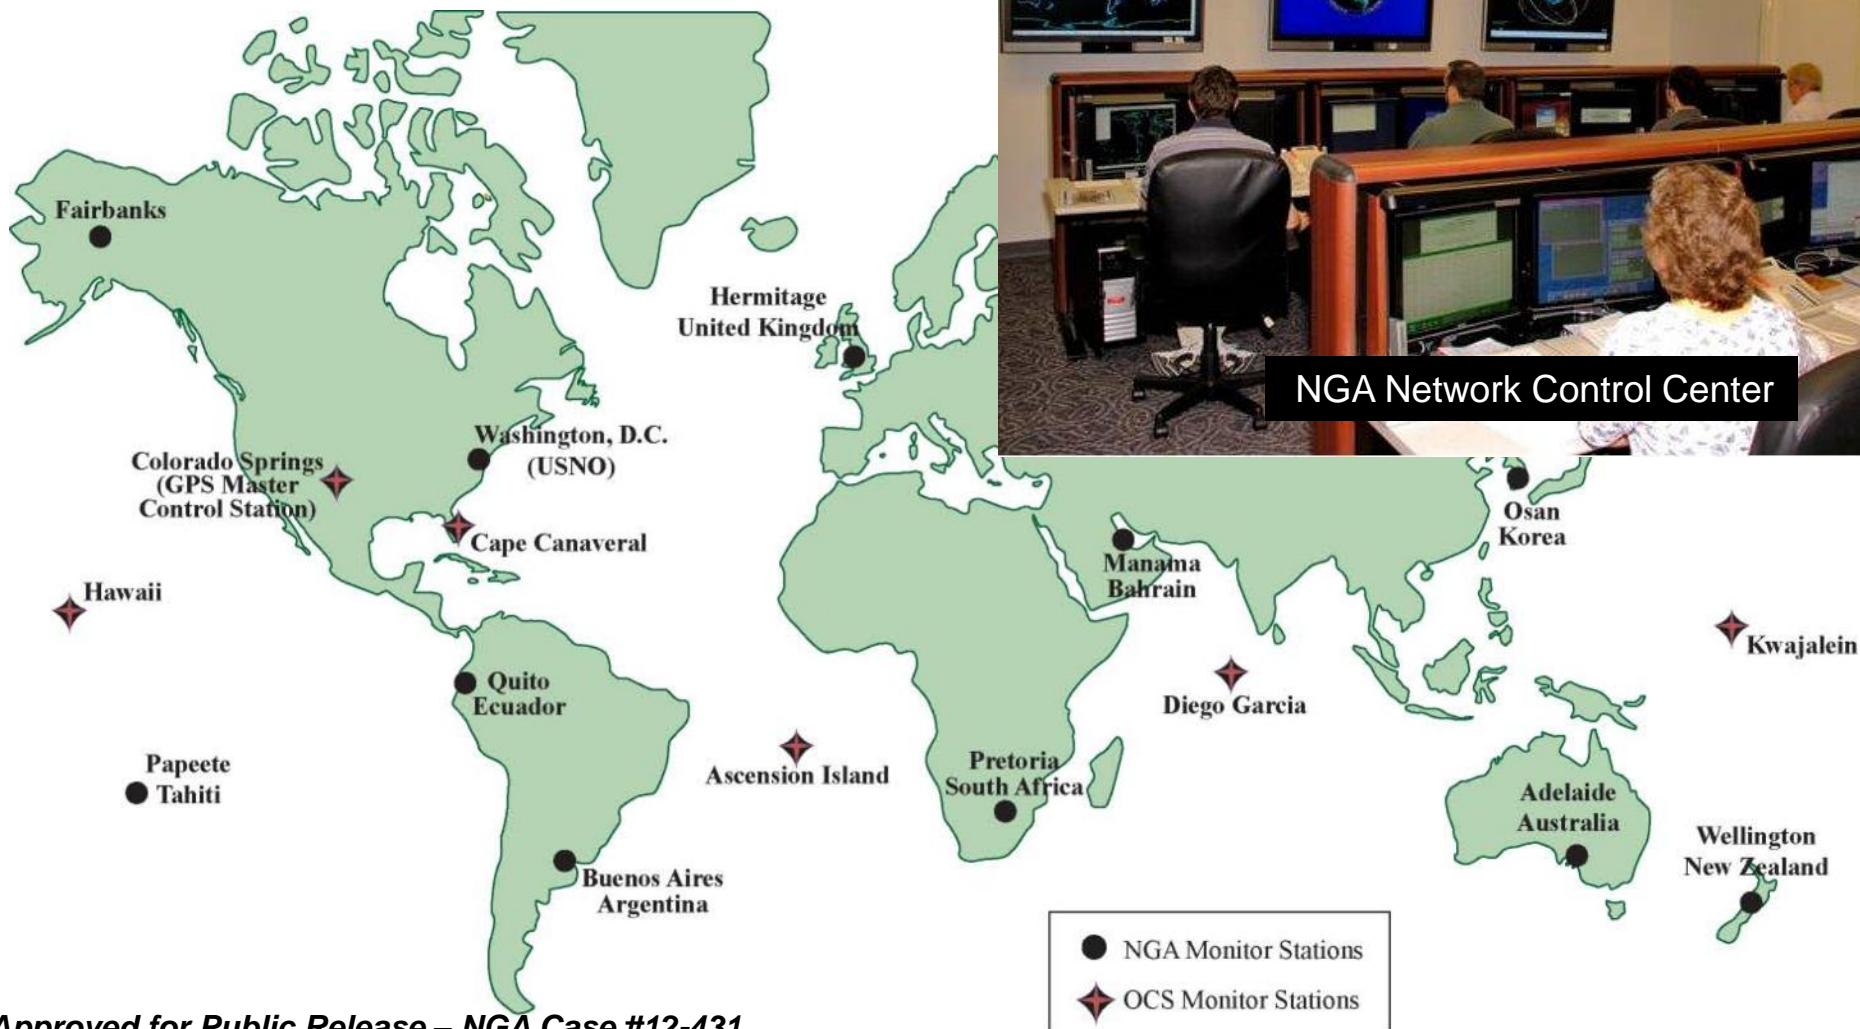 Fairbanks
Hermitage
United Kingdom
NGA Network Control Center
Washington, D.C.
(USNO)
Colorado Springs
(GPS Master
Control Station)
Cape Canaveral
Osan
Korea
Manama
Bahrain
Hawaii
Kwajalein
Quito
Ecuador
Diego Garcia
Papeete
Tahiti
Ascension Island
Pretoria
South Africa
Adelaide
Australia
Wellington
New Zealand
Buenos Aires
Argentina
NGA Monitor Stations
OCS Monitor Stations
Approved for Public Release – NGA Case #12-431